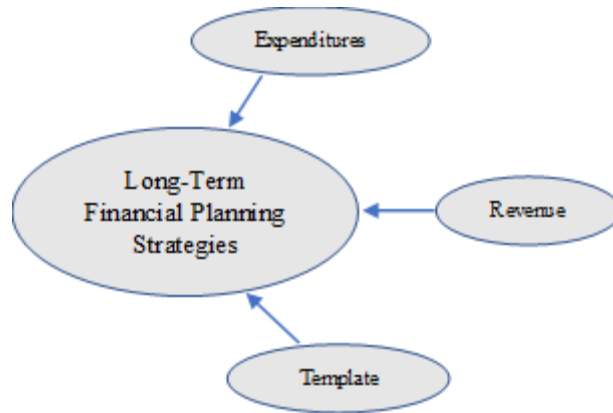 Expenditures
Long-Term
Financial Planning
Strategies
Revenue
Template